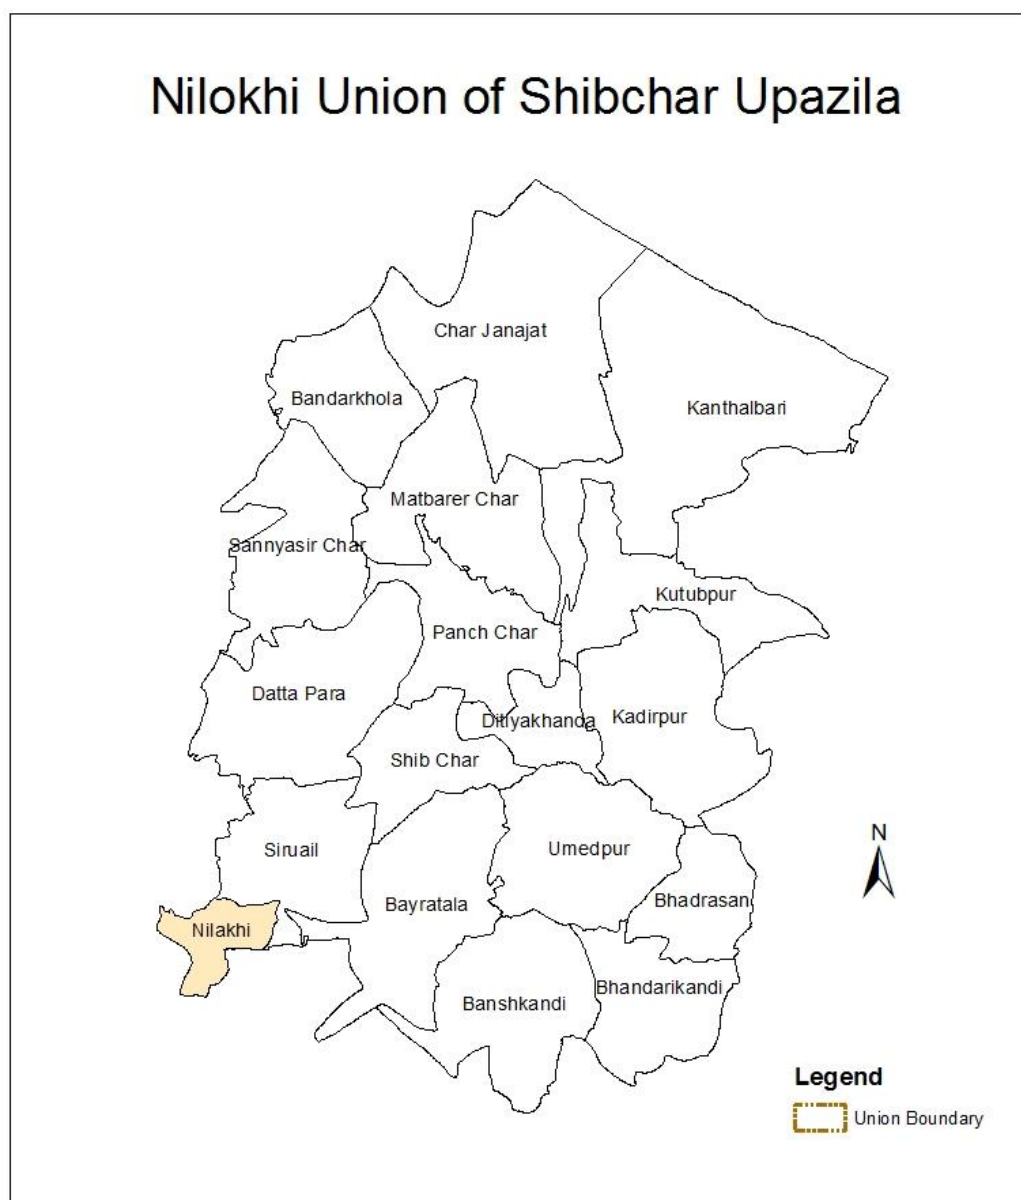 Nilokhi Union of Shibchar Upazila
Char Janajat
Bandarkhola
Kanthalbari
Matbarer Char
Sannyasir Char
Kutubpur
Panch Char
Datta Para
Ditiyakhanda
Kadirpur
Shib Char
Siruail
Umedpur
N
Bayratala
Bhadrasan
Nilakhi
Bhandarikandi
Banshkandi
Legend
Union Boundary